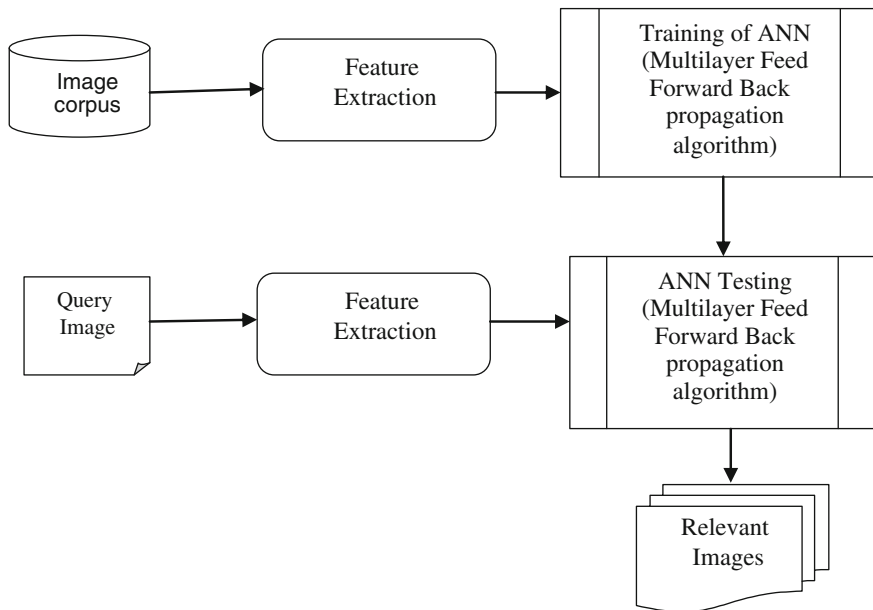 Image
corpus
Feature
Extraction
Training of ANN
(Multilayer Feed
Forward Back
propagation
algorithm)
Query
Image
Feature
Extraction
ANN Testing
(Multilayer Feed
Forward Back
propagation
algorithm)
Relevant
Images